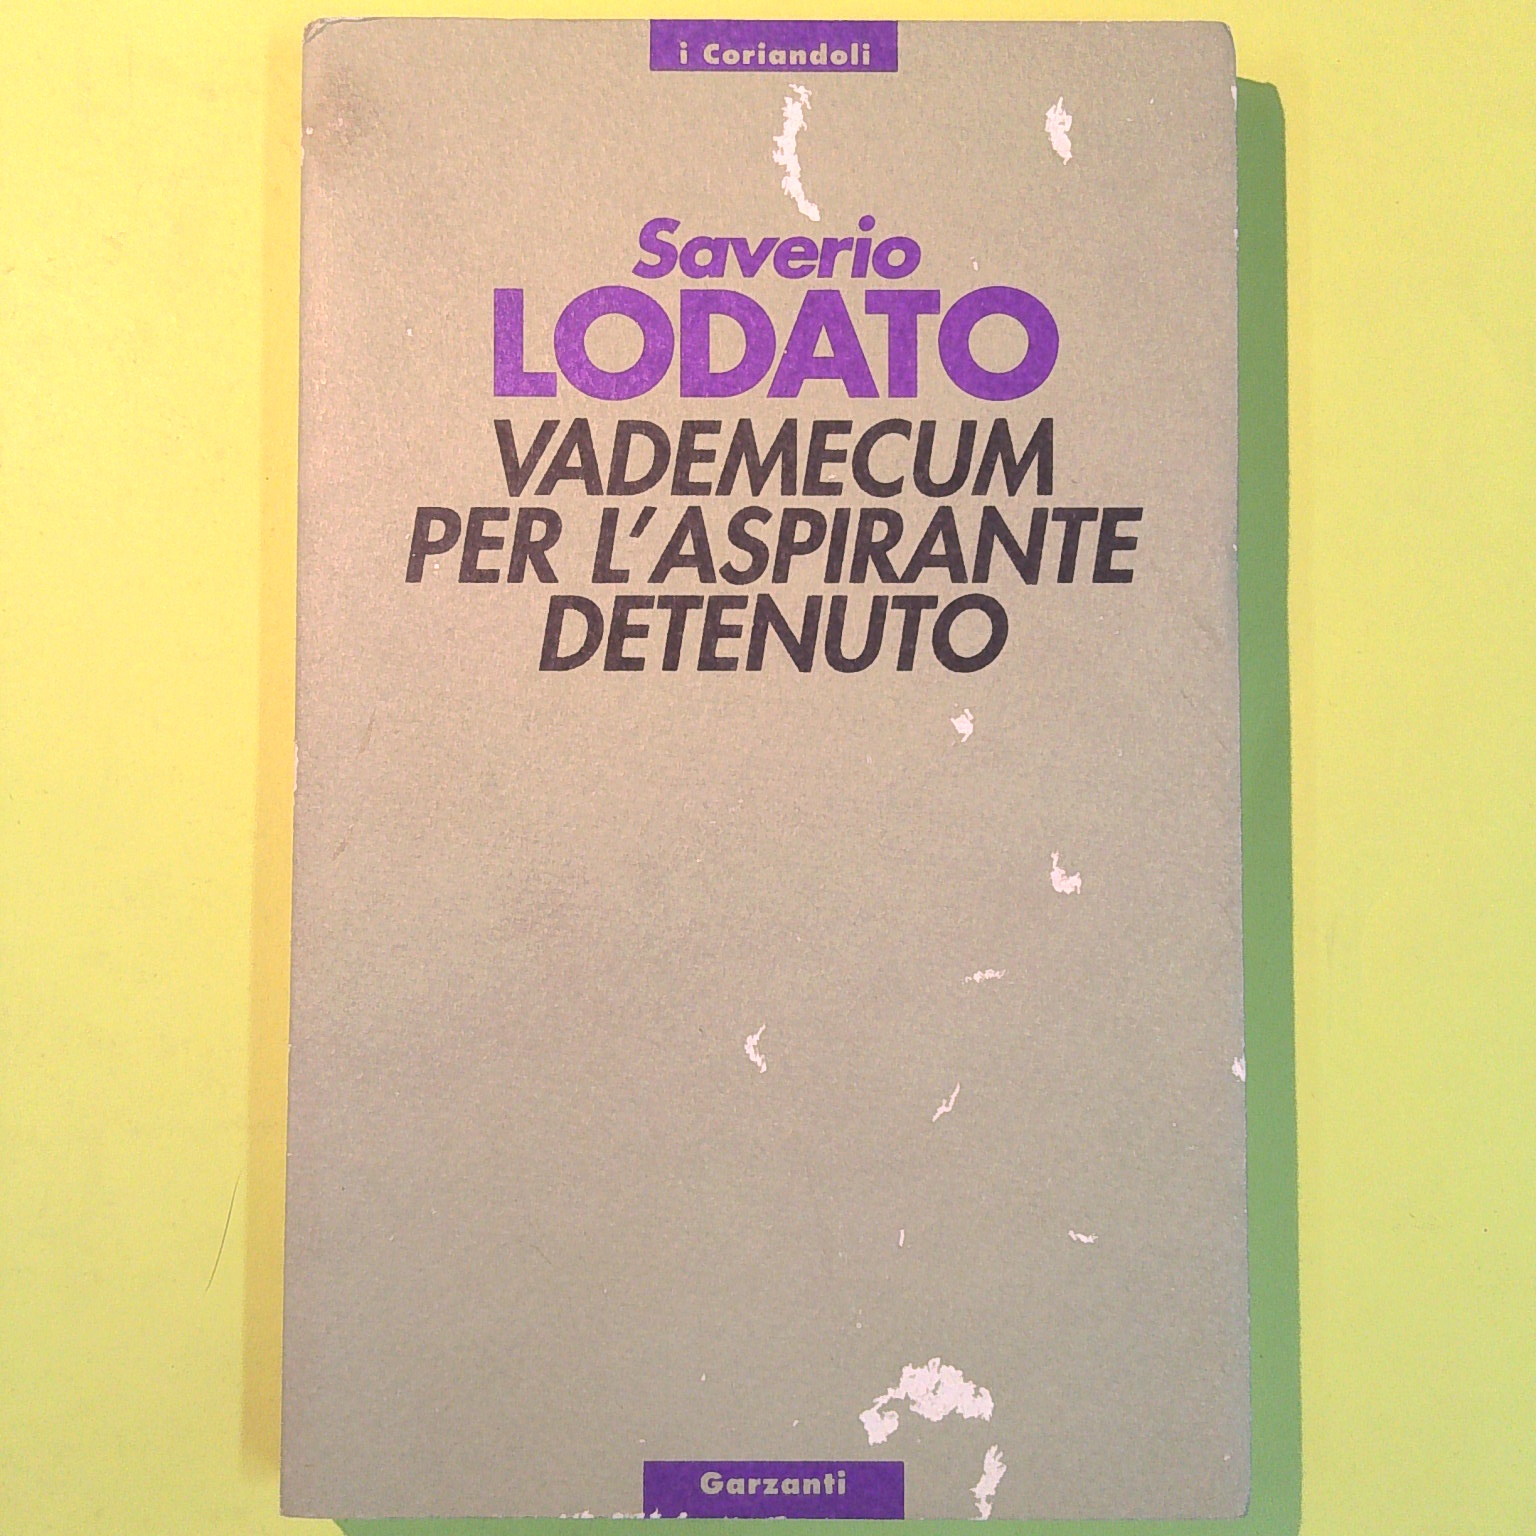 i Coriandoli
Saverio
LODATO
VADEMECUM
PER L'ASPIRANTE
DETENUTO
Garzanti